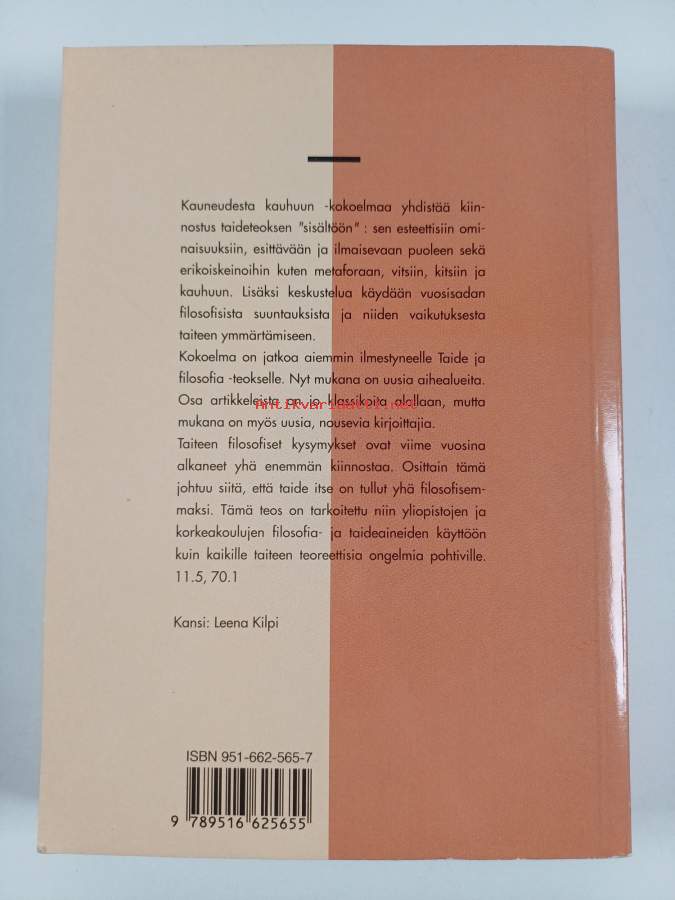 Kauneudesta kauhuun -kokoelmaa yhdistää kiin-
nostus taideteoksen "sisältöön" : sen esteettisiin omi-
naisuuksiin, esittävään ja ilmaisevaan puoleen sekä
erikoiskeinoihin kuten metaforaan, vitsiin, kitsiin ja
kauhuun. Lisäksi keskustelua käydään vuosisadan
filosofisista suuntauksista ja niiden vaikutuksesta
taiteen ymmärtämiseen.
Kokoelma on jatkoa aiemmin ilmestyneelle Taide ja
filosofia -teokselle. Nyt mukana on uusia aihealueita.
Osa artikkeleista on jo klassikoita alallaan, mutta
antikvariaatti.net
mukana on myös uusia, nousevia kirjoittajia.
Taiteen filosofiset kysymykset ovat viime vuosina
alkaneet yhä enemmän kiinnostaa. Osittain tämä
johtuu siitä, että taide itse on tullut yhä filosofisem-
maksi. Tämä teos on tarkoitettu niin yliopistojen ja
korkeakoulujen filosofia- ja taideaineiden käyttöön
kuin kaikille taiteen teoreettisia ongelmia pohtiville.
11.5, 70.1
Kansi: Leena Kilpi
ISBN 951-662-565-7
9 789516 625655